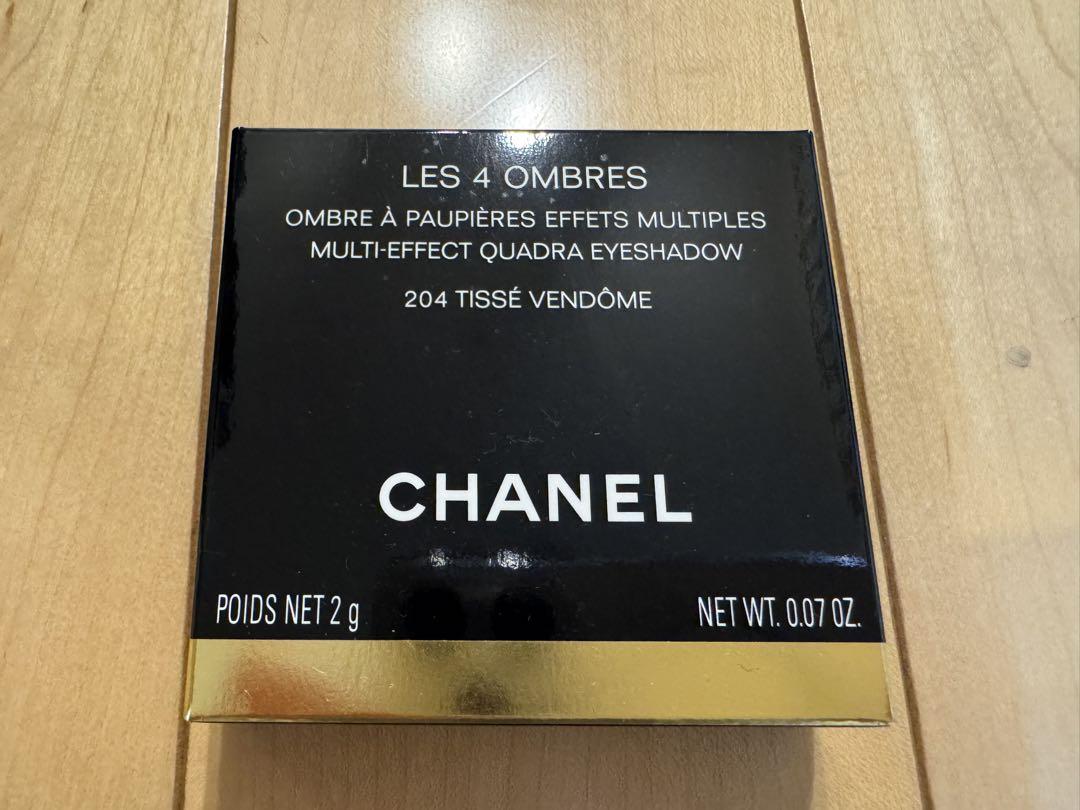 LES 4 OMBRES
OMBRE À PAUPIÈRES EFFETS MULTIPLES
MULTI-EFFECT QUADRA EYESHADOW
204 TISSÉ VENDÔME
CHANEL
POIDS NET 2 g
NET WT. 0.07 OZ.